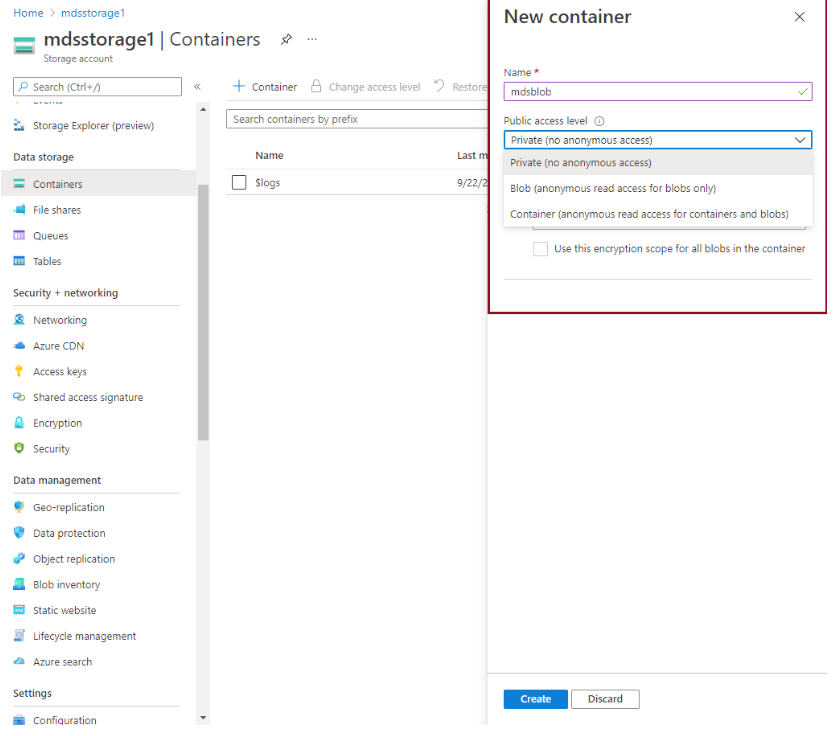 Home > mdsstorage1
mdsstorage1 | Containers
Storage account
Search (Ctrl+/)
Storage Explorer (preview)
Data storage
Containers
File shares
Queues
Tables
Security + networking
Networking
Azure CDN
Access keys
Shared access signature
Encryption
Security
Data management
Geo-replication
Data protection
Object replication
Blob inventory
Static website
Lifecycle management
Azure search
Settings
Configuration
Container
Change access level
Restore
Search containers by prefix
Name
Last m
$logs
9/22/2
New container
Name *
mdsblob
Public access level
Private (no anonymous access)
Private (no anonymous access)
Blob (anonymous read access for blobs only)
Container (anonymous read access for containers and blobs)
Use this encryption scope for all blobs in the container
Create
Discard